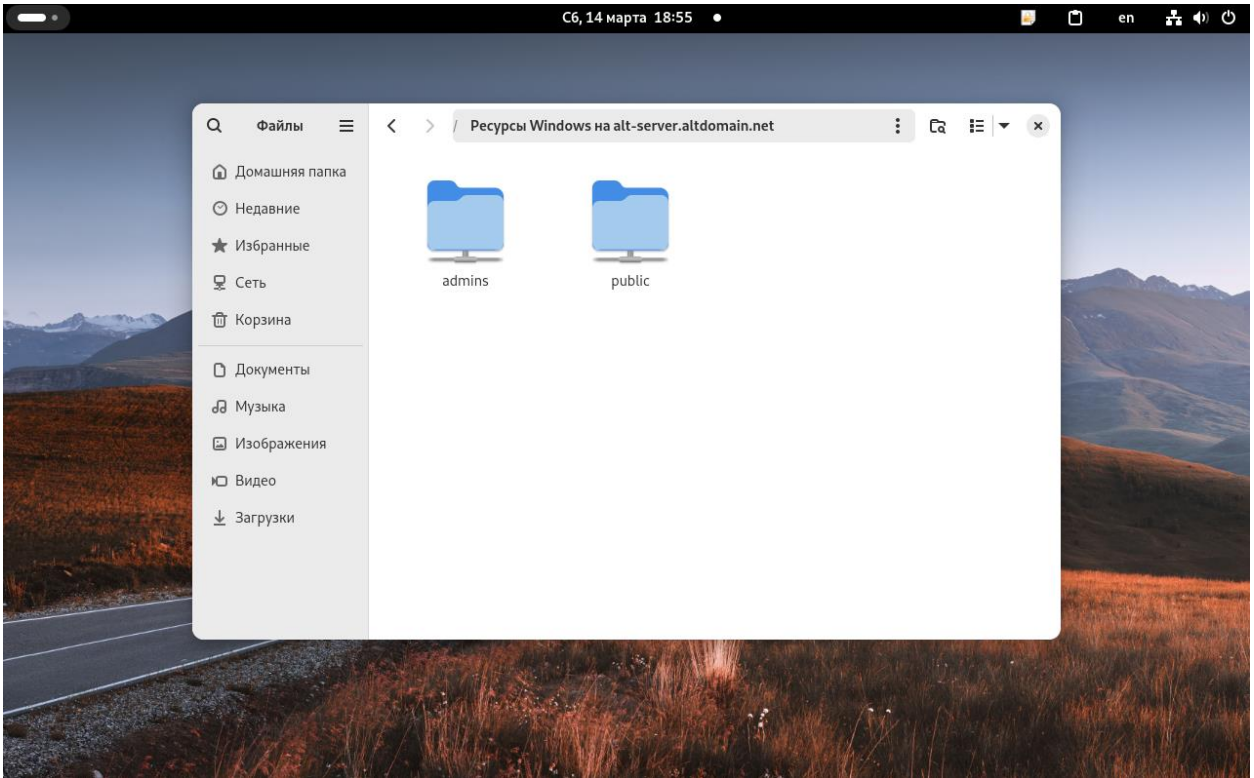 Сб, 14 марта 18:55
en
Файлы
/ Ресурсы Windows на alt-server.altdomain.net
Домашняя папка
Недавние
Избранные
Сеть
Корзина
Документы
Музыка
Изображения
Видео
Загрузки
admins
public